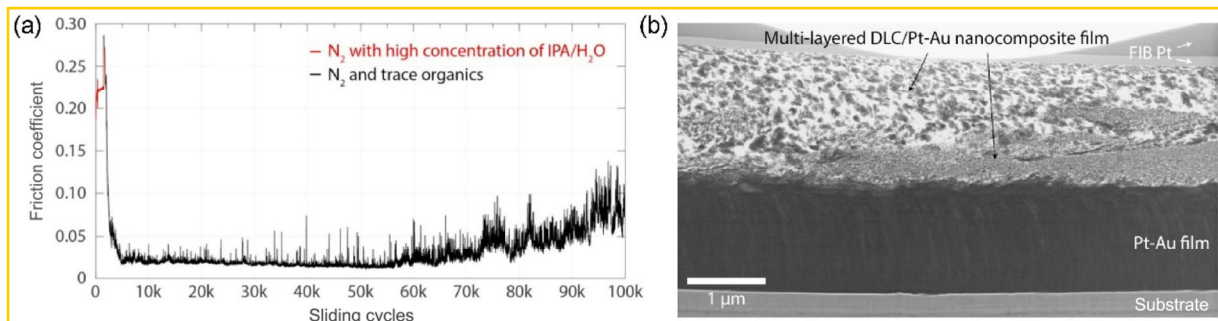 (a)
0.30
0.25
0.20
0.15
0.10
0.05
0
Friction coefficient
N₂ with high concentration of IPA/H₂O
N₂ and trace organics
0 10k 20k 30k 40k 50k 60k 70k 80k 90k 100k
Sliding cycles
(b)
Multi-layered DLC/Pt-Au nanocomposite film
FIB Pt
Pt-Au film
1 μm
Substrate